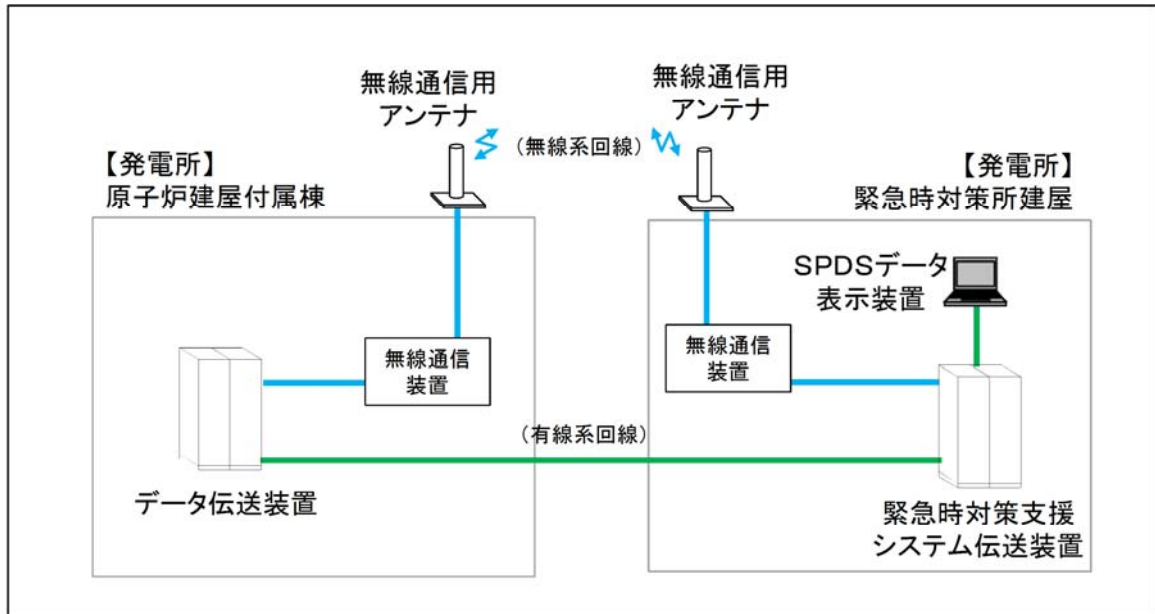 無線通信用
アンテナ
無線通信用
アンテナ
(無線系回線)
【発電所】
原子炉建屋付属棟
【発電所】
緊急時対策所建屋
SPDSデータ
表示装置
無線通信
装置
無線通信
装置
(有線系回線)
データ伝送装置
緊急時対策支援
システム伝送装置